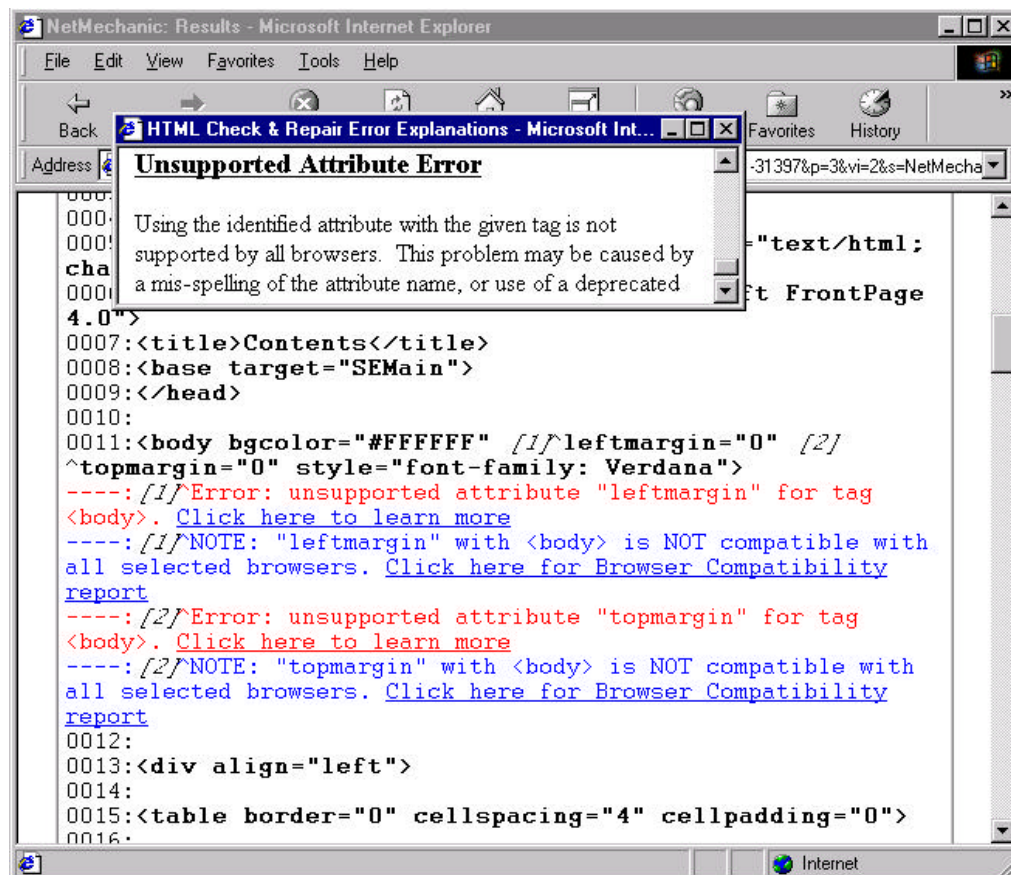 NetMechanic: Results - Microsoft Internet Explorer
File Edit View Favorites Tools Help
Back
Favorites
History
HTML Check & Repair Error Explanations - Microsoft Int...
Address
-31397&p=3&vi=2&s=NetMecha
Unsupported Attribute Error
Using the identified attribute with the given tag is not
supported by all browsers. This problem may be caused by
a mis-spelling of the attribute name, or use of a deprecated
="text/html;
cha
ft FrontPage
4.0">
0007:<title>Contents</title>
0008:<base target="SEMain">
0009:</head>
0010:
0011:<body bgcolor="#FFFFFF" [1]^leftmargin="0" [2]
^topmargin="0" style="font-family: Verdana">
----:[1]^Error: unsupported attribute "leftmargin" for tag
<body>. Click here to learn more
----:[1]^NOTE: "leftmargin" with <body> is NOT compatible with
all selected browsers. Click here for Browser Compatibility
report
----:[2]^Error: unsupported attribute "topmargin" for tag
<body>. Click here to learn more
----:[2]^NOTE: "topmargin" with <body> is NOT compatible with
all selected browsers. Click here for Browser Compatibility
report
0012:
0013:<div align="left">
0014:
0015:<table border="0" cellspacing="4" cellpadding="0">
0016:
Internet